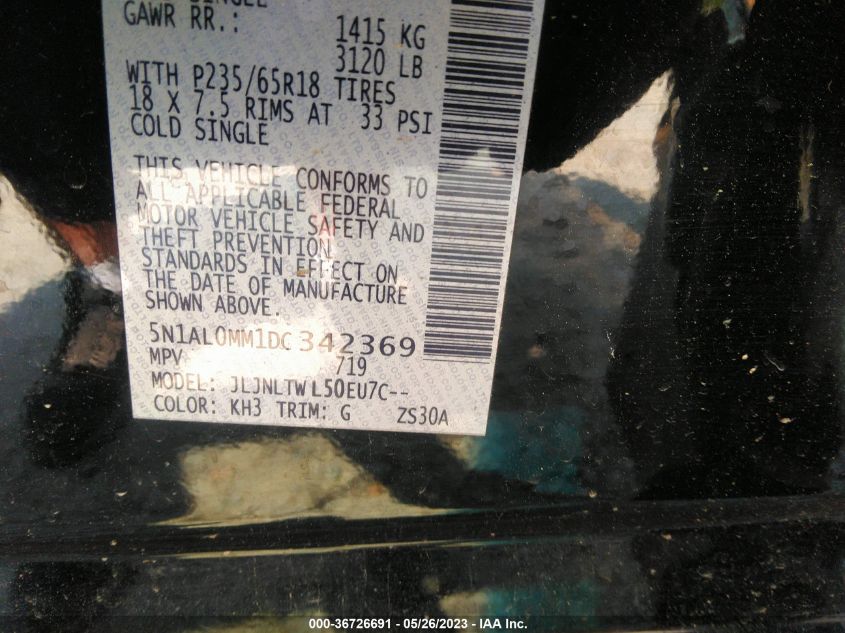 GAWR RR.: 1415 KG
3120 LB
WITH P235/65R18 TIRES
18 X 7.5 RIMS AT 33 PSI
COLD SINGLE
THIS VEHICLE CONFORMS TO
ALL APPLICABLE FEDERAL
MOTOR VEHICLE SAFETY AND
THEFT PREVENTION
STANDARDS IN EFFECT ON
THE DATE OF MANUFACTURE
SHOWN ABOVE.
5N1AL0MM1DC342369
MPV 719
MODEL: JLJNLTWL50EU7C--
COLOR: KH3 TRIM: G ZS30A
000-36726691 - 05/26/2023 - IAA Inc.